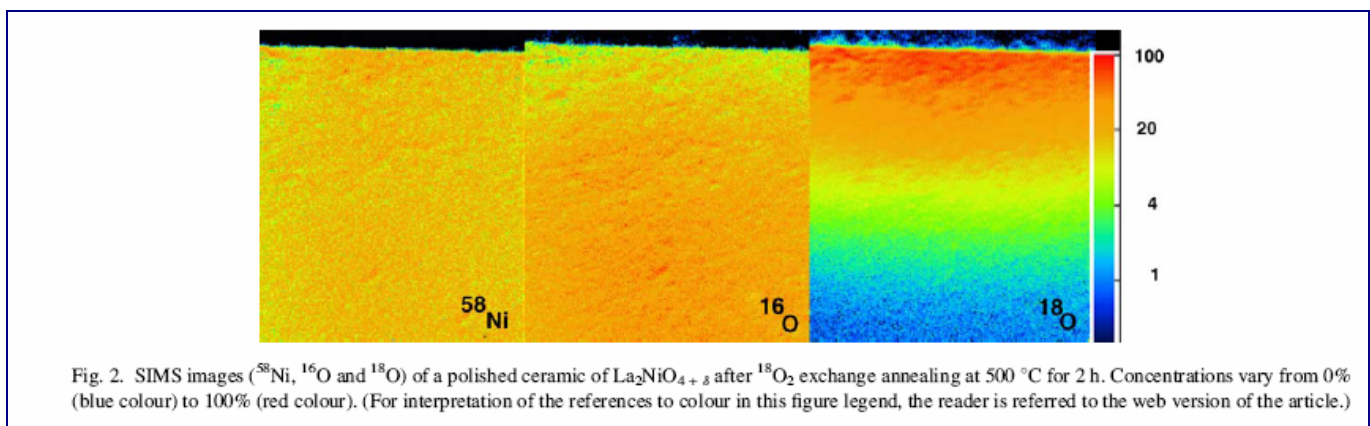 100
20
4
1
58Ni
16O
18O
Fig. 2. SIMS images (58Ni, 16O and 18O) of a polished ceramic of La2NiO4 + δ after 18O2 exchange annealing at 500 °C for 2 h. Concentrations vary from 0%
(blue colour) to 100% (red colour). (For interpretation of the references to colour in this figure legend, the reader is referred to the web version of the article.)